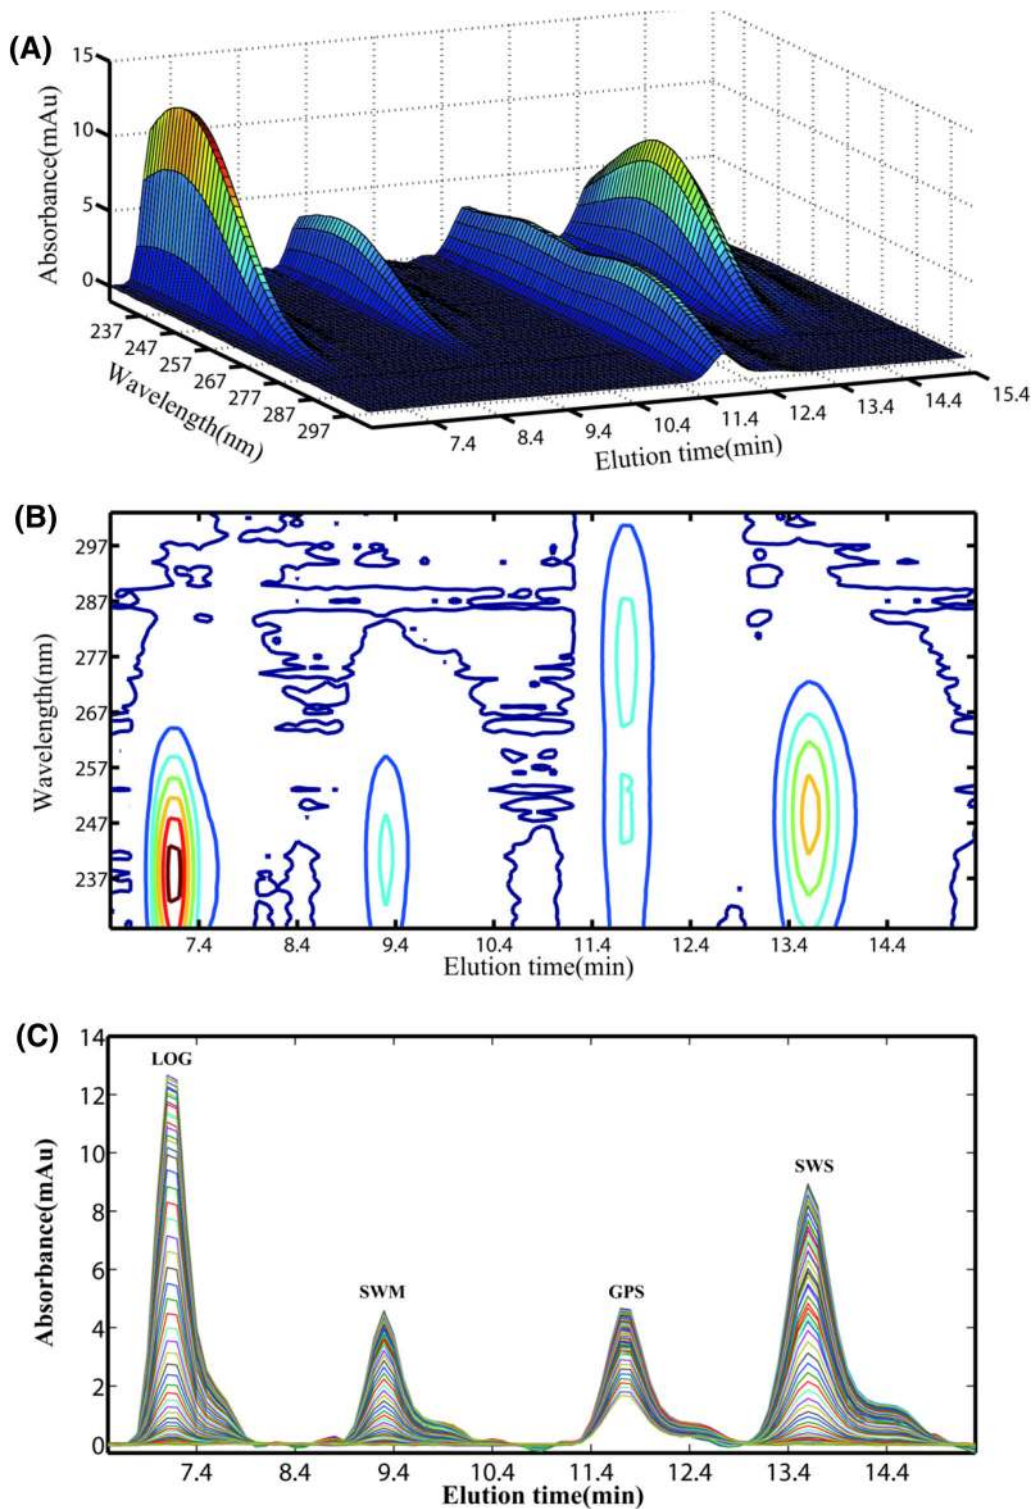 (A)
15
10
5
0
Absorbance(mAu)
237
247
257
267
277
287
297
Wavelength(nm)
7.4
8.4
9.4
10.4
11.4
12.4
13.4
14.4
15.4
Elution time(min)
(B)
297
287
277
267
257
247
237
Wavelength(nm)
7.4 8.4 9.4 10.4 11.4 12.4 13.4 14.4
Elution time(min)
(C)
14
12
10
8
6
4
2
0
Absorbance(mAu)
LOG
SWM
GPS
SWS
7.4 8.4 9.4 10.4 11.4 12.4 13.4 14.4
Elution time(min)